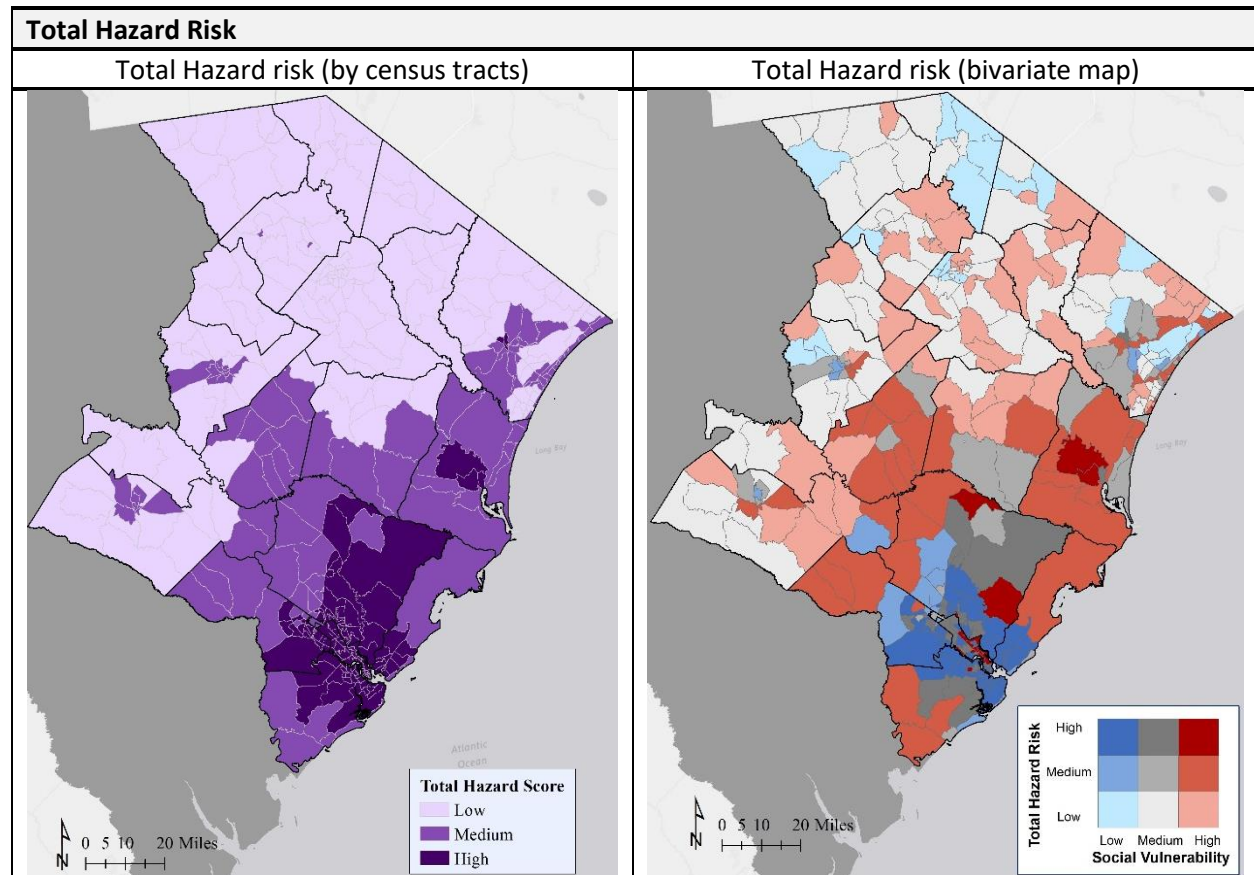 Total Hazard Risk
Total Hazard risk (by census tracts)
Total Hazard risk (bivariate map)
Long Bay
Long Bay
Atlantic
Ocean
Total Hazard Score
Low
Medium
High
N
0 5 10 20 Miles
N
0 5 10 20 Miles
Total Hazard Risk
High
Medium
Low
Low Medium High
Social Vulnerability